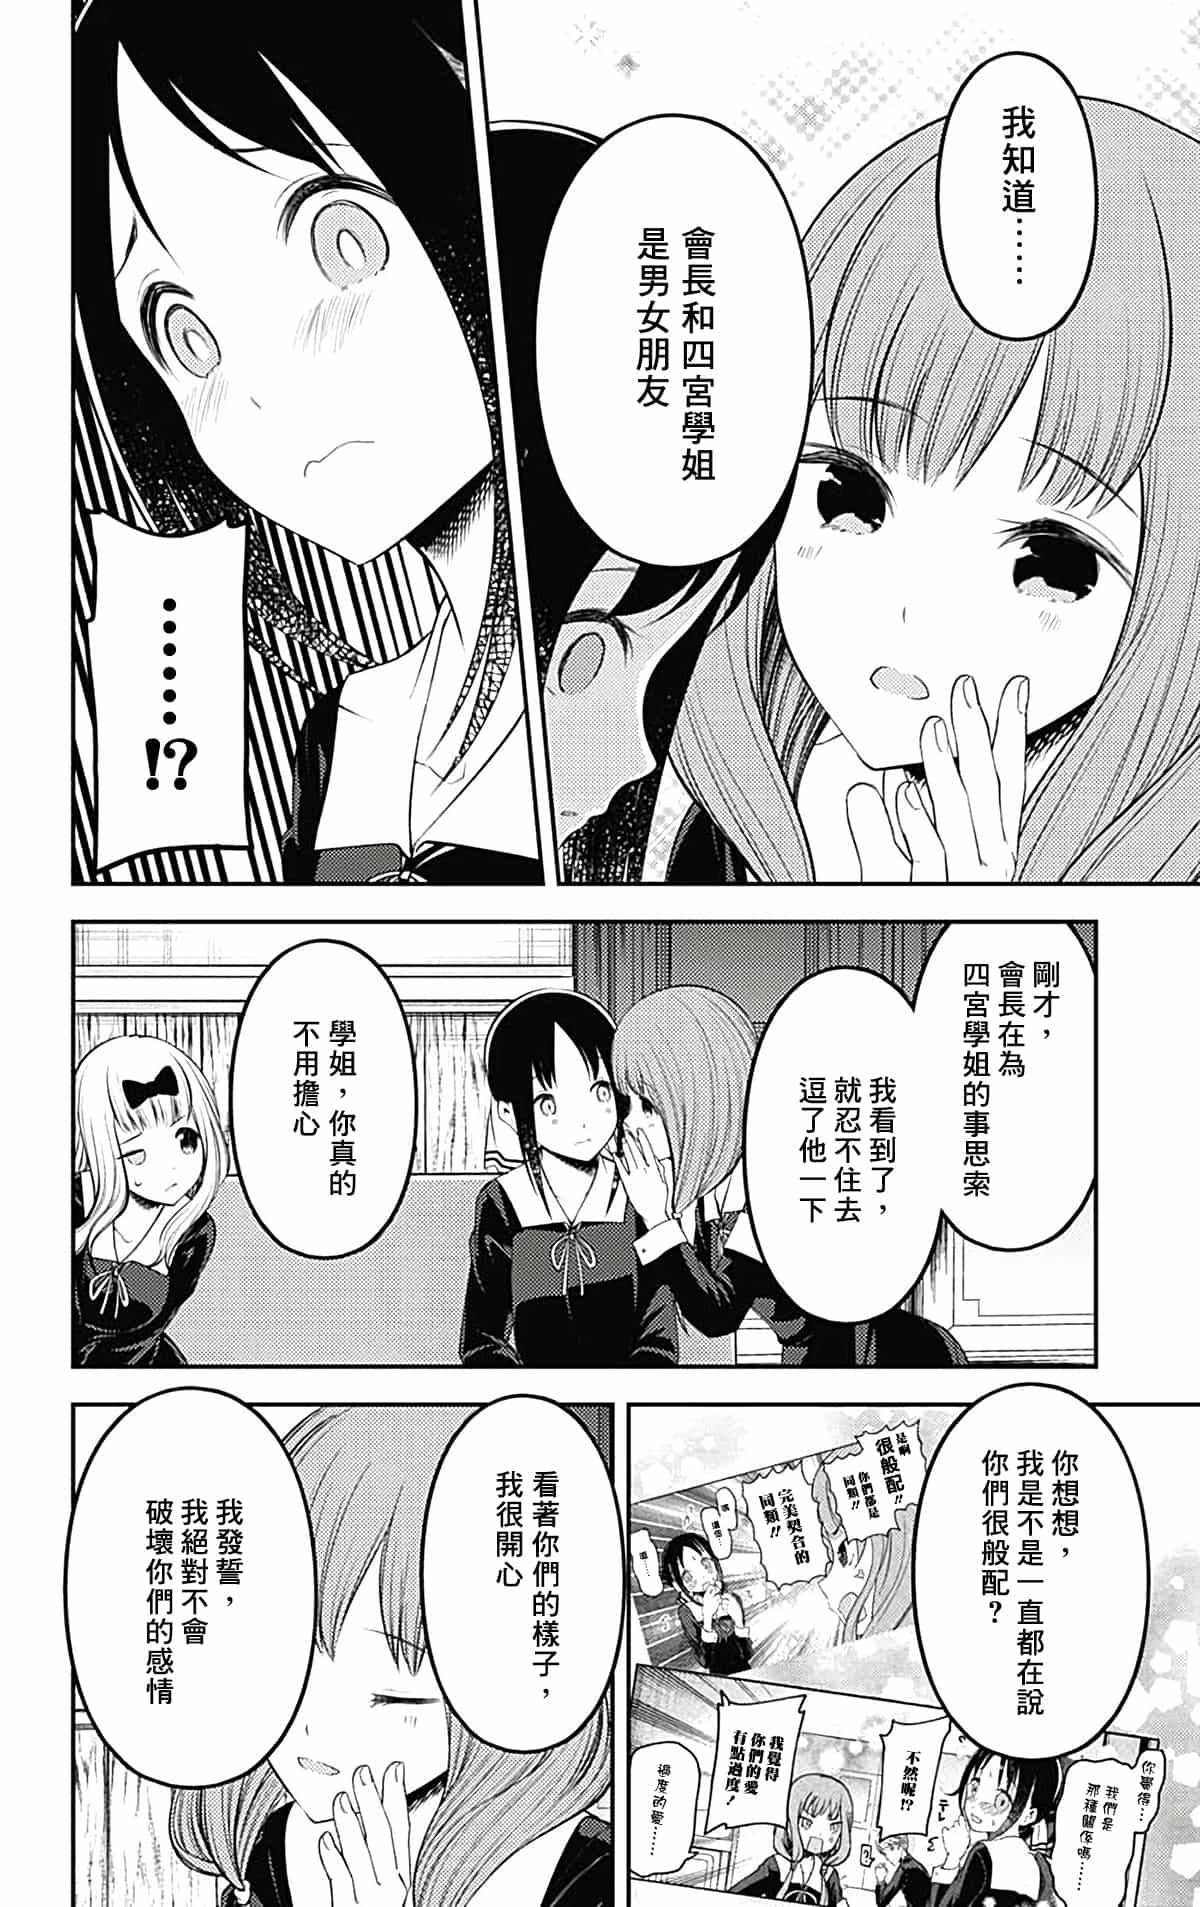 我知道……
會長和四宮學姐
是男女朋友
………!?
剛才，
會長在為
四宮學姐的事思索
我看到了，
就忍不住去
逗了他一下
學姐，你真的
不用擔心
你想想，
我是不是一直都在說
你們很般配？
是啊
很般配!!
你們都是
同類!!
完美契合的
同類!!
你覺得…
我們是
那種關係嗎……
不然呢!?
我覺得
你們的愛
有點過度!!
過度的愛……
看著你們的樣子，
我很開心
我發誓，
我絕對不會
破壞你們的感情